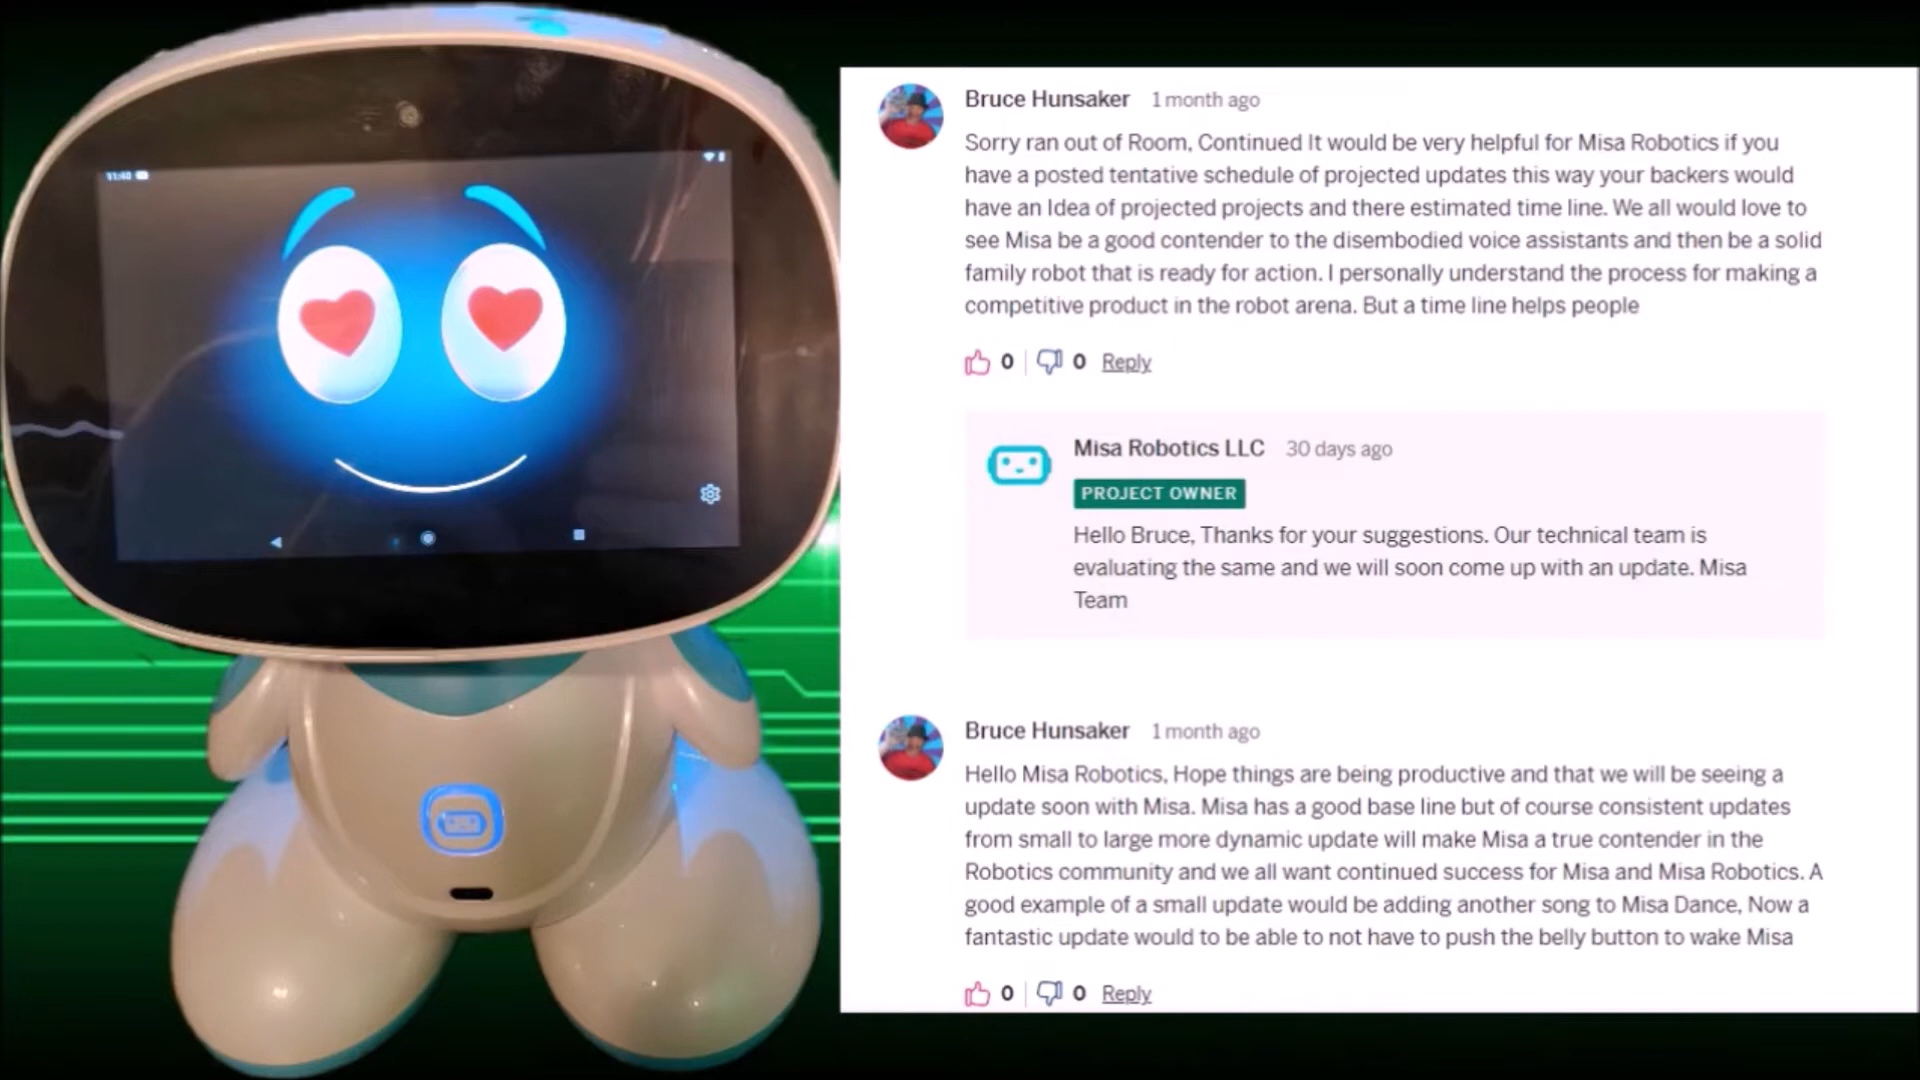 11:40
Bruce Hunsaker 1 month ago
Sorry ran out of Room, Continued It would be very helpful for Misa Robotics if you
have a posted tentative schedule of projected updates this way your backers would
have an Idea of projected projects and there estimated time line. We all would love to
see Misa be a good contender to the disembodied voice assistants and then be a solid
family robot that is ready for action. I personally understand the process for making a
competitive product in the robot arena. But a time line helps people
0 0 Reply
Misa Robotics LLC 30 days ago
PROJECT OWNER
Hello Bruce, Thanks for your suggestions. Our technical team is
evaluating the same and we will soon come up with an update. Misa
Team
Bruce Hunsaker 1 month ago
Hello Misa Robotics, Hope things are being productive and that we will be seeing a
update soon with Misa. Misa has a good base line but of course consistent updates
from small to large more dynamic update will make Misa a true contender in the
Robotics community and we all want continued success for Misa and Misa Robotics. A
good example of a small update would be adding another song to Misa Dance, Now a
fantastic update would to be able to not have to push the belly button to wake Misa
0 0 Reply